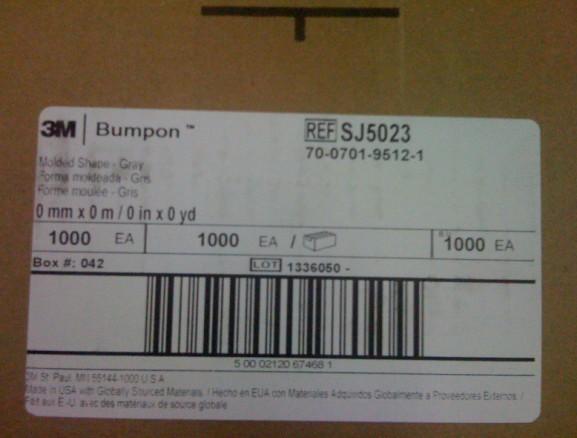 3M Bumpon ™
REF SJ5023
70-0701-9512-1
Molded Shape - Gray
Forma moldeada - Gris
Forme moulée - Gris
0 mm x 0 m / 0 in x 0 yd
1000 EA 1000 EA / 1000 EA
Box #: 042 LOT 1336050 -
5 00 02120 67468 1
3M St. Paul, MN 55144-1000 U.S.A.
Made in USA with Globally Sourced Materials. / Hecho en EUA con Materiales Adquiridos Globalmente a Proveedores Externos. /
Fait aux E.-U. avec des matériaux de source globale